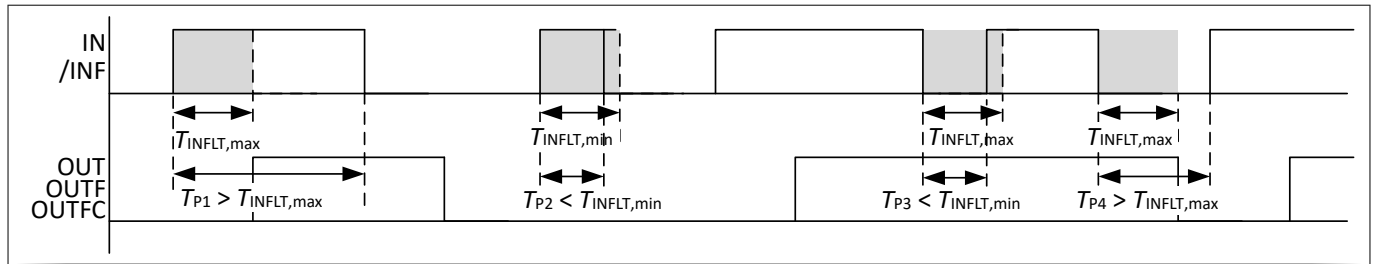 IN
/INF
TINFLT,max
TINFLT,min
TINFLT,max
TINFLT,max
OUT
OUTF
OUTFC
TP1 > TINFLT,max
TP2 < TINFLT,min
TP3 < TINFLT,min
TP4 > TINFLT,max